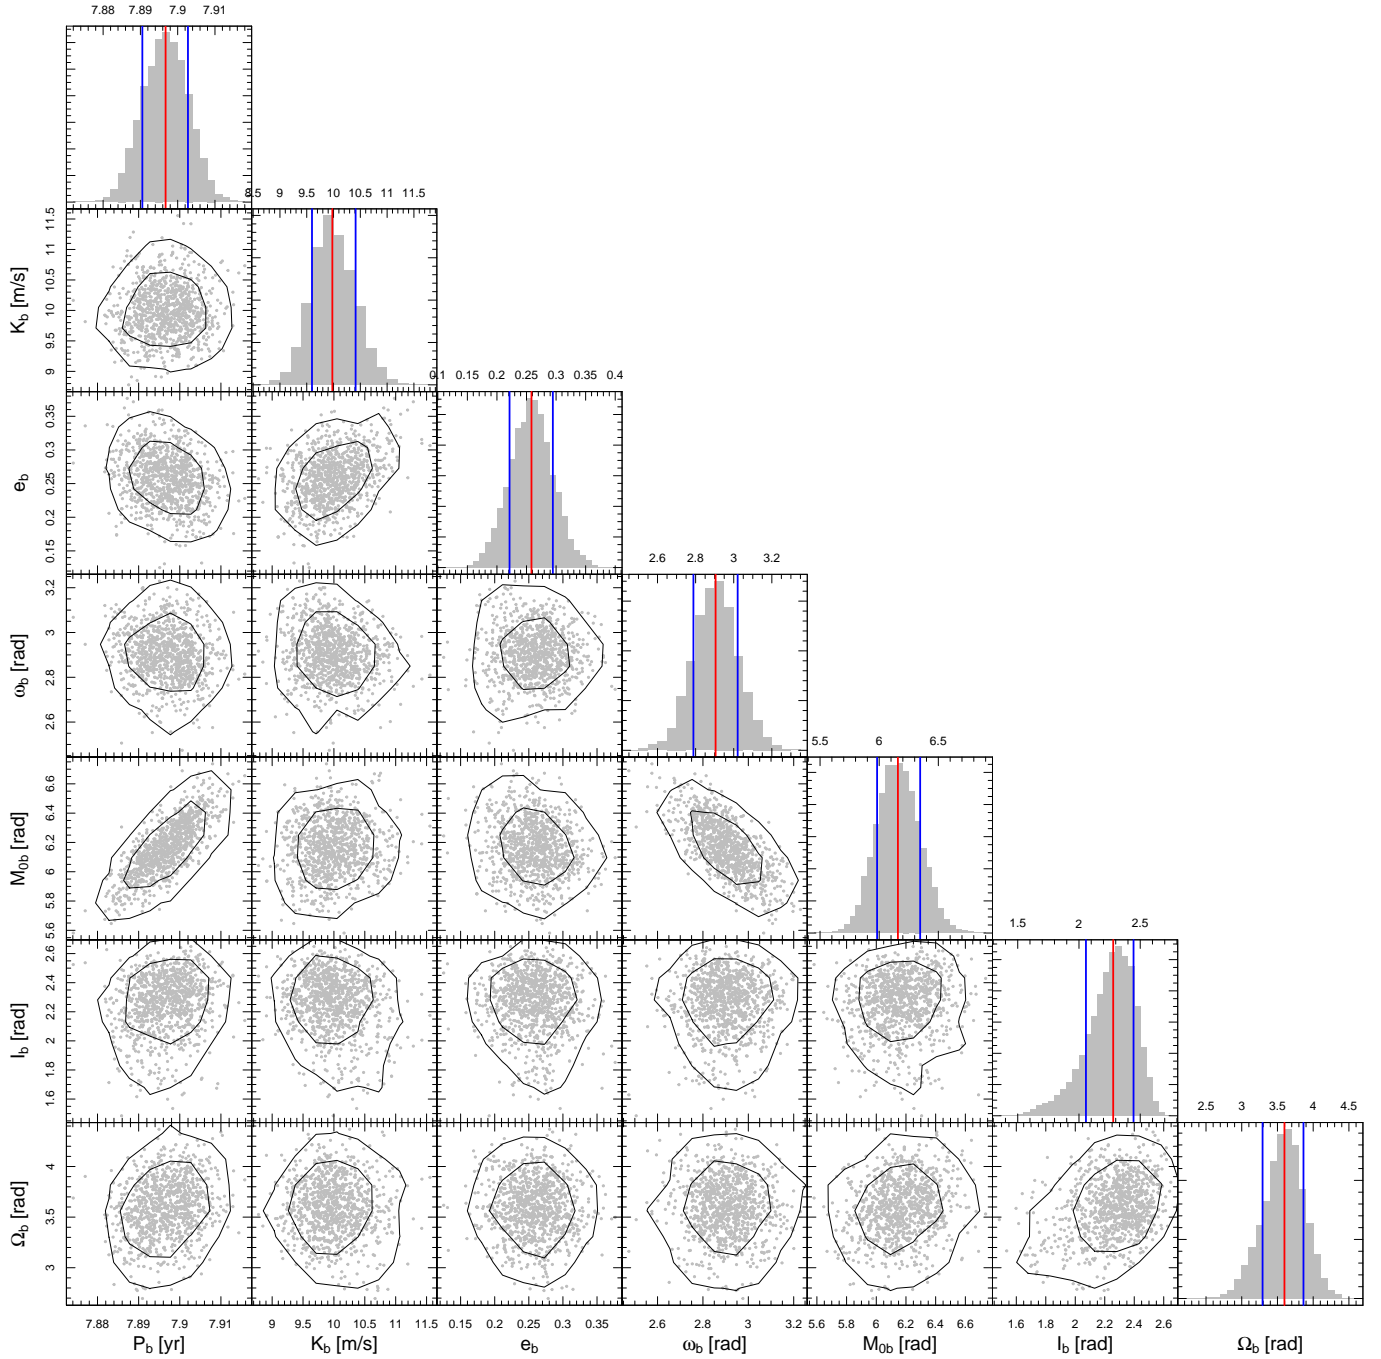 7.88 7.89 7.9 7.91
8.5 9 9.5 10 10.5 11 11.5
K_b [m/s] 9 9.5 10 10.5 11 11.5
0.1 0.15 0.2 0.25 0.3 0.35 0.4
e_b 0.15 0.2 0.25 0.3 0.35
2.6 2.8 3 3.2
ω_b [rad] 2.6 2.8 3 3.2
5.5 6 6.5
M_0b [rad] 5.6 5.8 6 6.2 6.4 6.6
1.5 2 2.5
I_b [rad] 1.6 1.8 2 2.2 2.4 2.6
2.5 3 3.5 4 4.5
Ω_b [rad] 3 3.5 4
7.88 7.89 7.9 7.91 9 9.5 10 10.5 11 11.5 0.15 0.2 0.25 0.3 0.35 2.6 2.8 3 3.2 5.6 5.8 6 6.2 6.4 6.6 1.6 1.8 2 2.2 2.4 2.6
P_b [yr] K_b [m/s] e_b ω_b [rad] M_0b [rad] I_b [rad] Ω_b [rad]